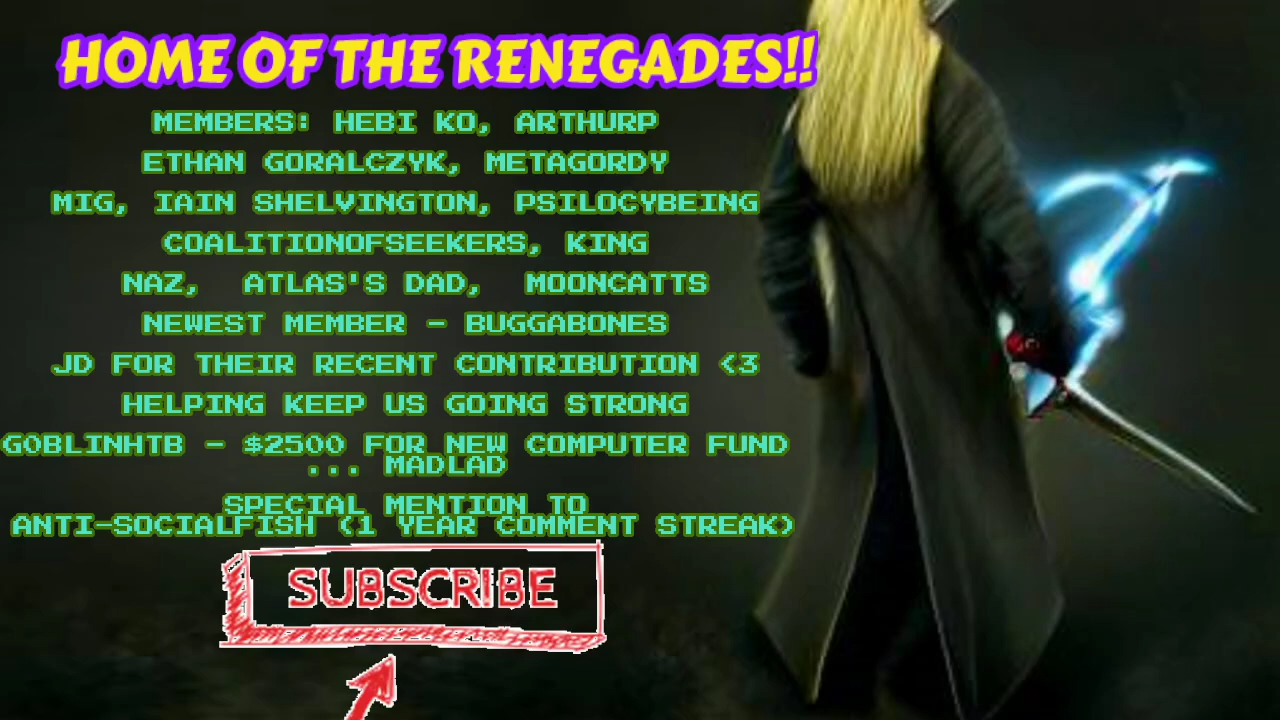 HOME OF THE RENEGADES!!
MEMBERS: HEBI KO, ARTHURP
ETHAN GORALCZYK, METAGORDY
MIG, IAIN SHELVINGTON, PSILOCYBEING
COALITIONOFSEEKERS, KING
NAZ, ATLAS'S DAD, MOONCATTS
NEWEST MEMBER - BUGGABONES
JD FOR THEIR RECENT CONTRIBUTION <3
HELPING KEEP US GOING STRONG
GOBLINHTB - $2500 FOR NEW COMPUTER FUND
... MADLAD
SPECIAL MENTION TO
ANTI-SOCIALFISH (1 YEAR COMMENT STREAK)
SUBSCRIBE